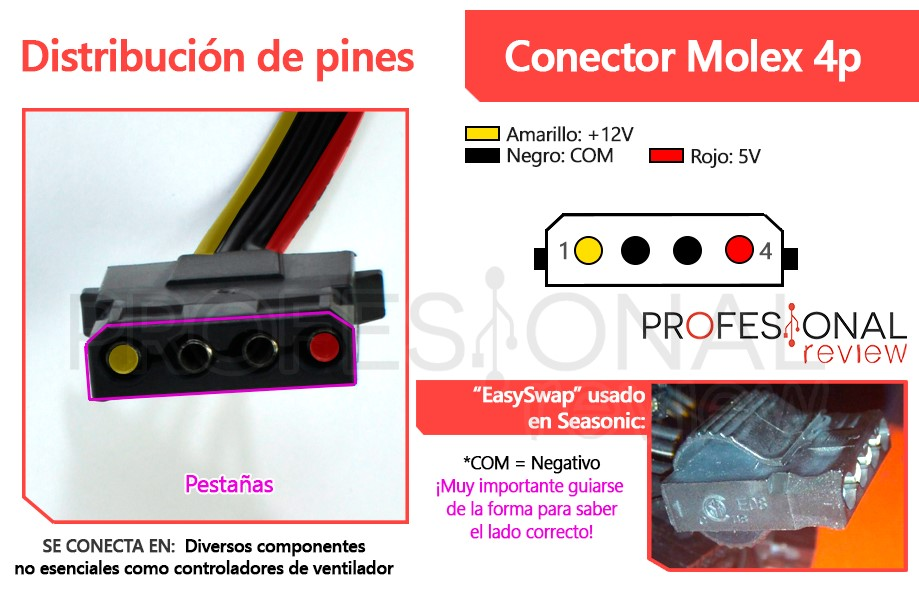 Distribución de pines
Conector Molex 4p
Amarillo: +12V
Negro: COM
Rojo: 5V
1
4
PROFESIONAL
review
PROFESIONAL
review
Pestañas
"EasySwap" usado
en Seasonic:
*COM = Negativo
¡Muy importante guiarse
de la forma para saber
el lado correcto!
SE CONECTA EN: Diversos componentes
no esenciales como controladores de ventilador